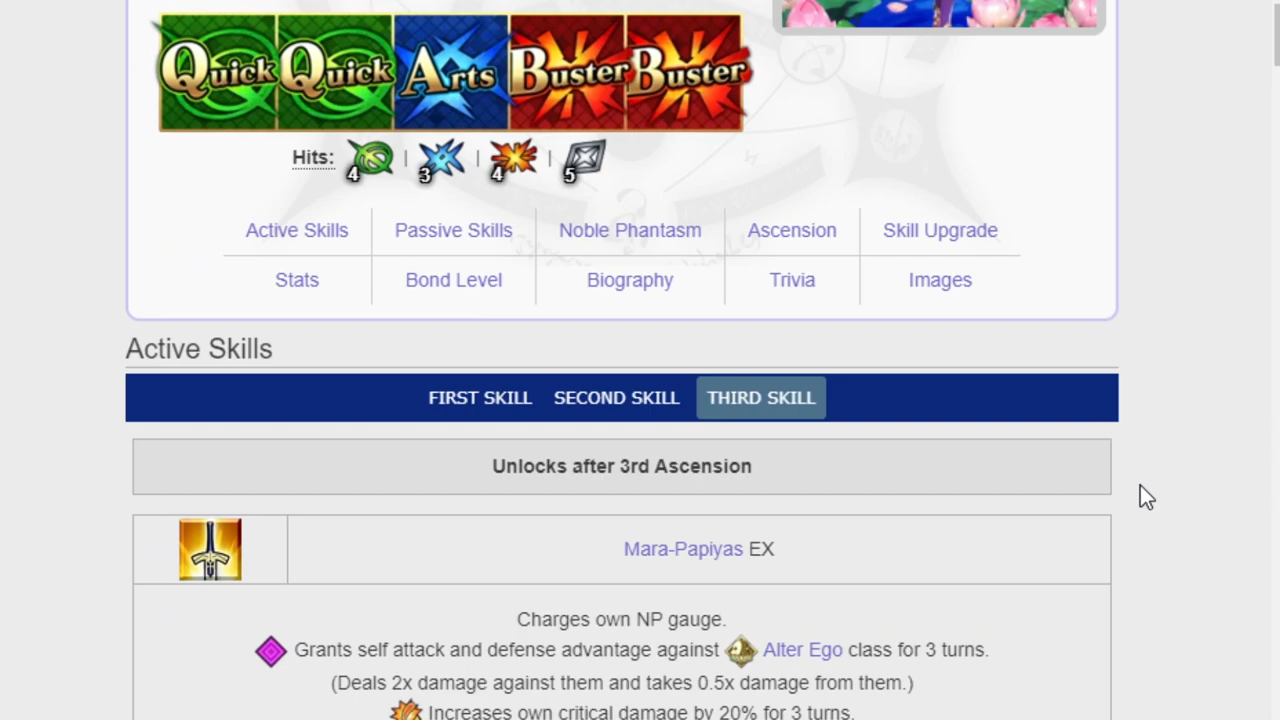 Quick Quick Arts Buster Buster
Hits: 4 | 3 | 4 | 5
Active Skills Passive Skills Noble Phantasm Ascension Skill Upgrade
Stats Bond Level Biography Trivia Images
Active Skills
FIRST SKILL SECOND SKILL THIRD SKILL
Unlocks after 3rd Ascension
Mara-Papiyas EX
Charges own NP gauge.
Grants self attack and defense advantage against Alter Ego class for 3 turns.
(Deals 2x damage against them and takes 0.5x damage from them.)
Increases own critical damage by 20% for 3 turns.